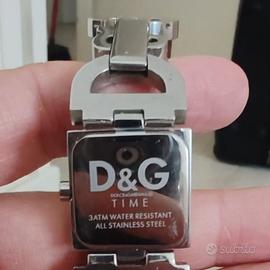 D&G
DOLCE&GABBANA
TIME
3ATM WATER RESISTANT
ALL STAINLESS STEEL
subito